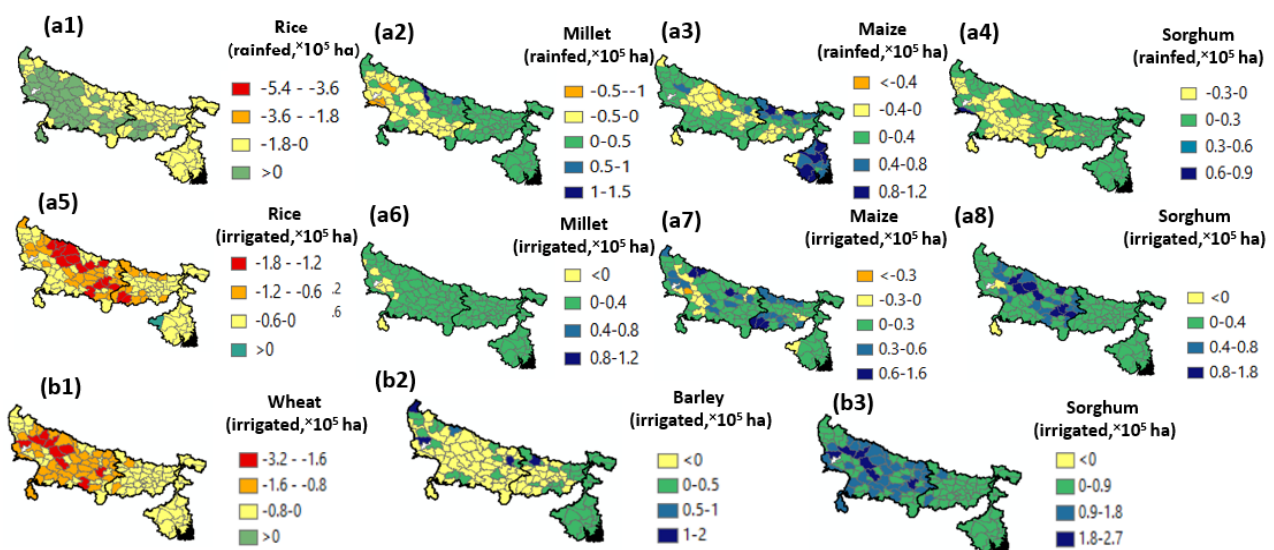 (a1)
Rice
(rainfed,×10⁵ ha)
-5.4 - -3.6
-3.6 - -1.8
-1.8-0
>0
(a2)
Millet
(rainfed,×10⁵ ha)
-0.5--1
-0.5-0
0-0.5
0.5-1
1-1.5
(a3)
Maize
(rainfed,×10⁵ ha)
<-0.4
-0.4-0
0-0.4
0.4-0.8
0.8-1.2
(a4)
Sorghum
(rainfed,×10⁵ ha)
-0.3-0
0-0.3
0.3-0.6
0.6-0.9
(a5)
Rice
(irrigated,×10⁵ ha)
-1.8 - -1.2
-1.2 - -0.6 .2
-0.6-0 .6
>0
(a6)
Millet
(irrigated,×10⁵ ha)
<0
0-0.4
0.4-0.8
0.8-1.2
(a7)
Maize
(irrigated,×10⁵ ha)
<-0.3
-0.3-0
0-0.3
0.3-0.6
0.6-1.6
(a8)
Sorghum
(irrigated,×10⁵ ha)
<0
0-0.4
0.4-0.8
0.8-1.8
(b1)
Wheat
(irrigated,×10⁵ ha)
-3.2 - -1.6
-1.6 - -0.8
-0.8-0
>0
(b2)
Barley
(irrigated,×10⁵ ha)
<0
0-0.5
0.5-1
1-2
(b3)
Sorghum
(irrigated,×10⁵ ha)
<0
0-0.9
0.9-1.8
1.8-2.7